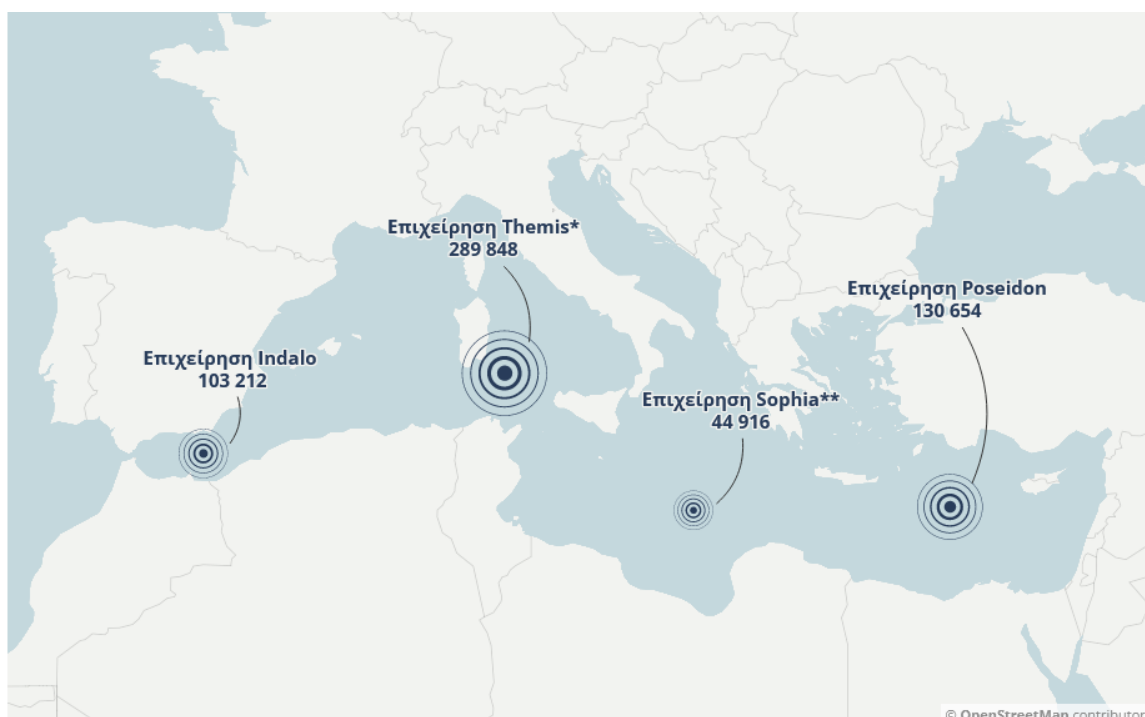 Επιχείρηση Themis*
289 848
Επιχείρηση Poseidon
130 654
Επιχείρηση Indalo
103 212
Επιχείρηση Sophia**
44 916
© OpenStreetMap contributor